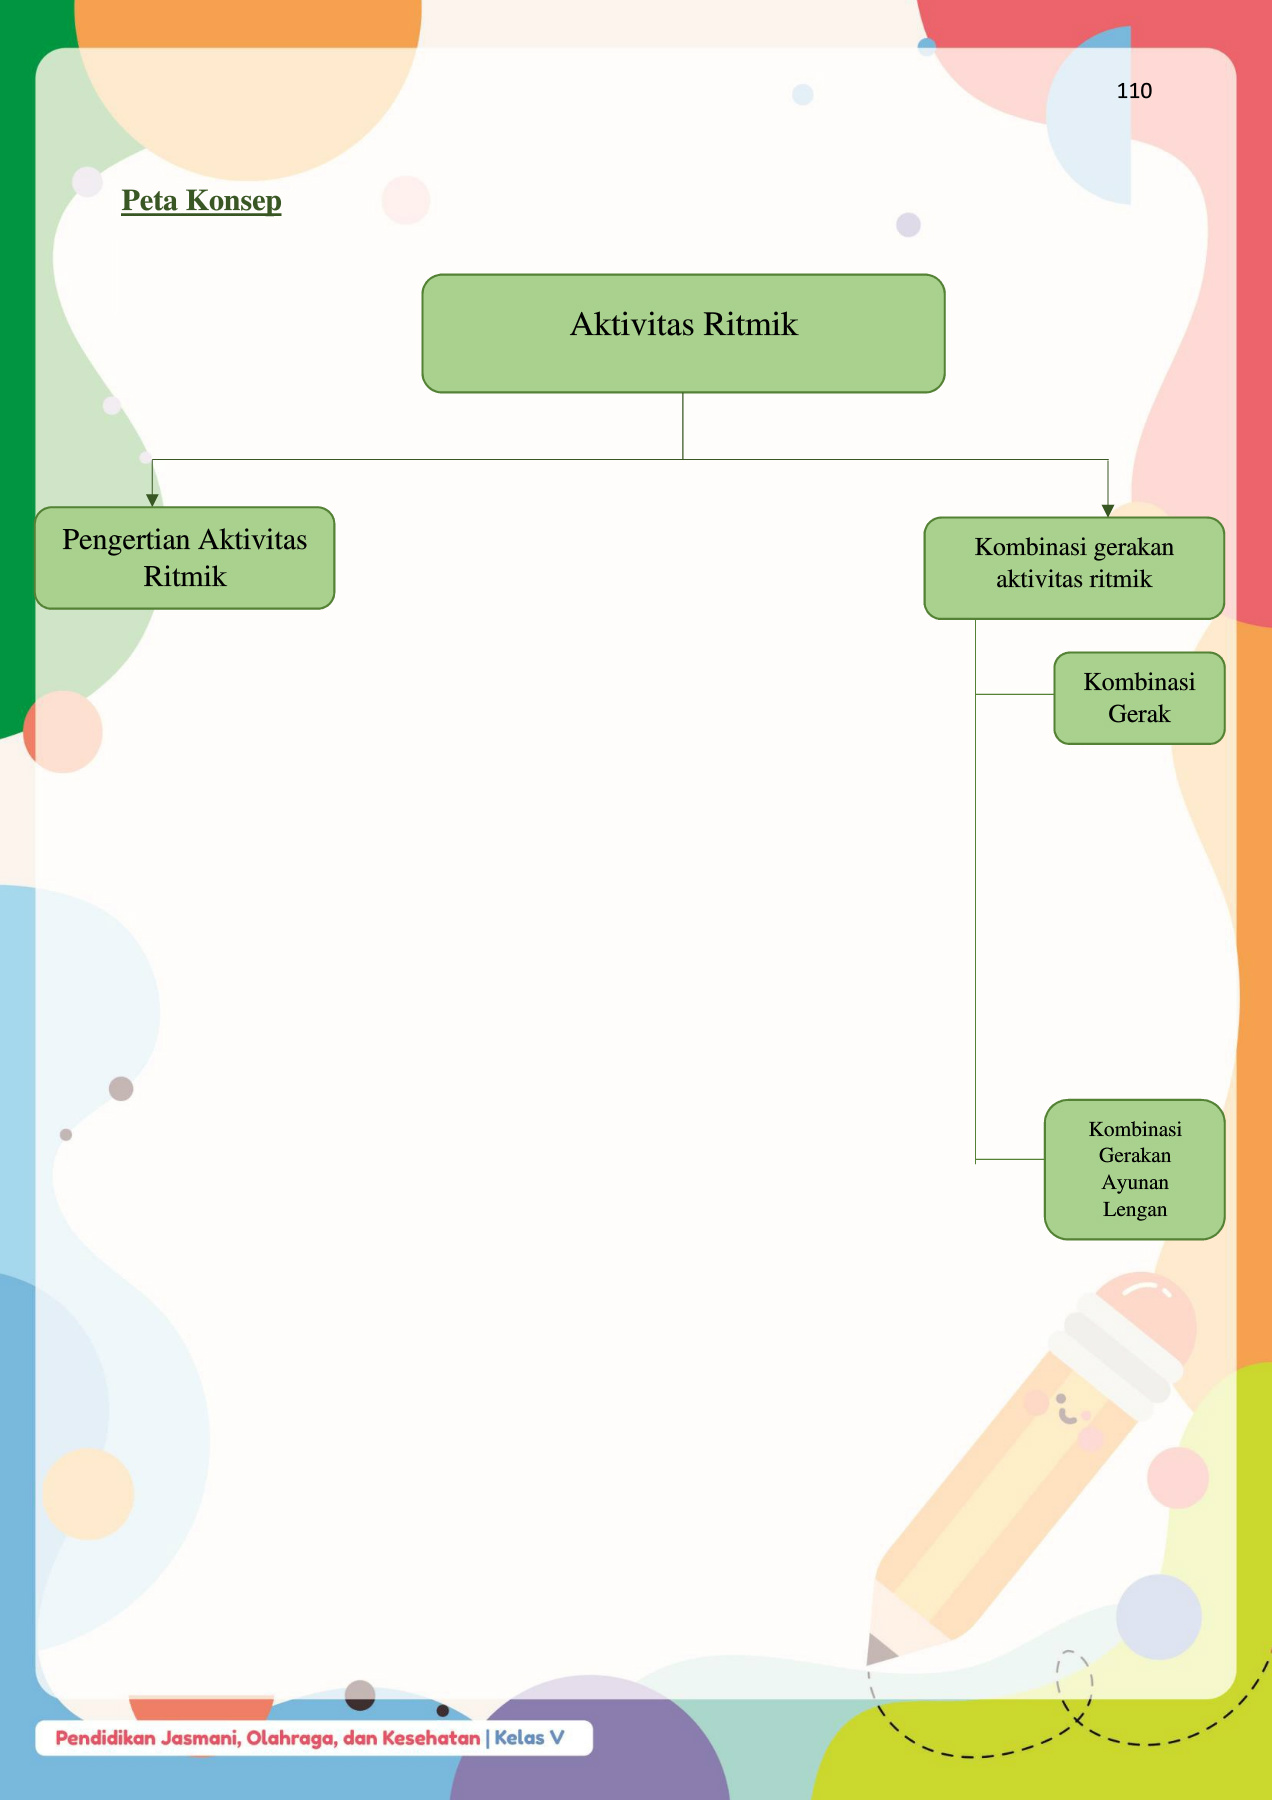 110
Peta Konsep
Aktivitas Ritmik
Pengertian Aktivitas
Ritmik
Kombinasi gerakan
aktivitas ritmik
Kombinasi
Gerak
Kombinasi
Gerakan
Ayunan
Lengan
Pendidikan Jasmani, Olahraga, dan Kesehatan | Kelas V